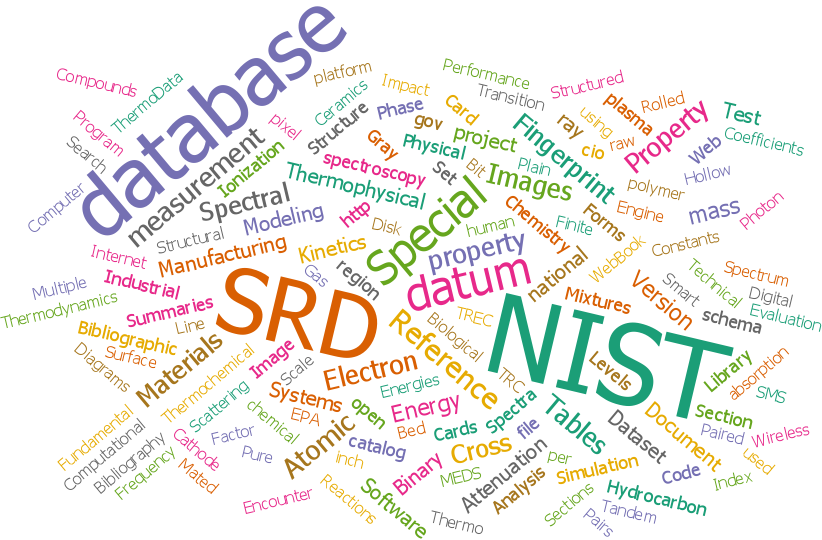 database
NIST
SRD
Special
datum
Reference
measurement
Property
property
Images
Fingerprint
Electron
Materials
Atomic
Tables
Cross
Energy
Spectral
Thermophysical
Version
Modeling
Manufacturing
Kinetics
Systems
Software
Compounds
ThermoData
Program
Search
Computer
pixel
Ionization
platform
Ceramics
Structure
Impact
Phase
Gray
spectroscopy
Performance
Transition
Card
gov
project
Physical
Set
Bit
Plain
Structured
using
ray
cio
raw
plasma
Rolled
Test
Coefficients
Web
Hollow
mass
Photon
polymer
Engine
Forms
Finite
Chemistry
human
http
Disk
Structural
Internet
Multiple
Industrial
Thermodynamics
Summaries
Bibliographic
Line
Surface
Diagrams
Gas
region
Image
Scale
Thermochemical
Scattering
chemical
Fundamental
Computational
Bibliography
Frequency
Cathode
Mated
Factor
Pure
Encounter
EPA
open
inch
Reactions
catalog
Bed
Energies
Cards
Spectra
Binary
MEDS
Thermo
Attenuation
Analysis
file
per
Sections
Simulation
Pairs
Tandem
Hydrocarbon
Code
Index
used
Wireless
Paired
Section
Document
Dataset
Levels
Library
absorption
SMS
TREC
Biological
TRC
national
Mixtures
WebBook
Constants
Smart
Technical
Spectrum
Digital
Evaluation
schema